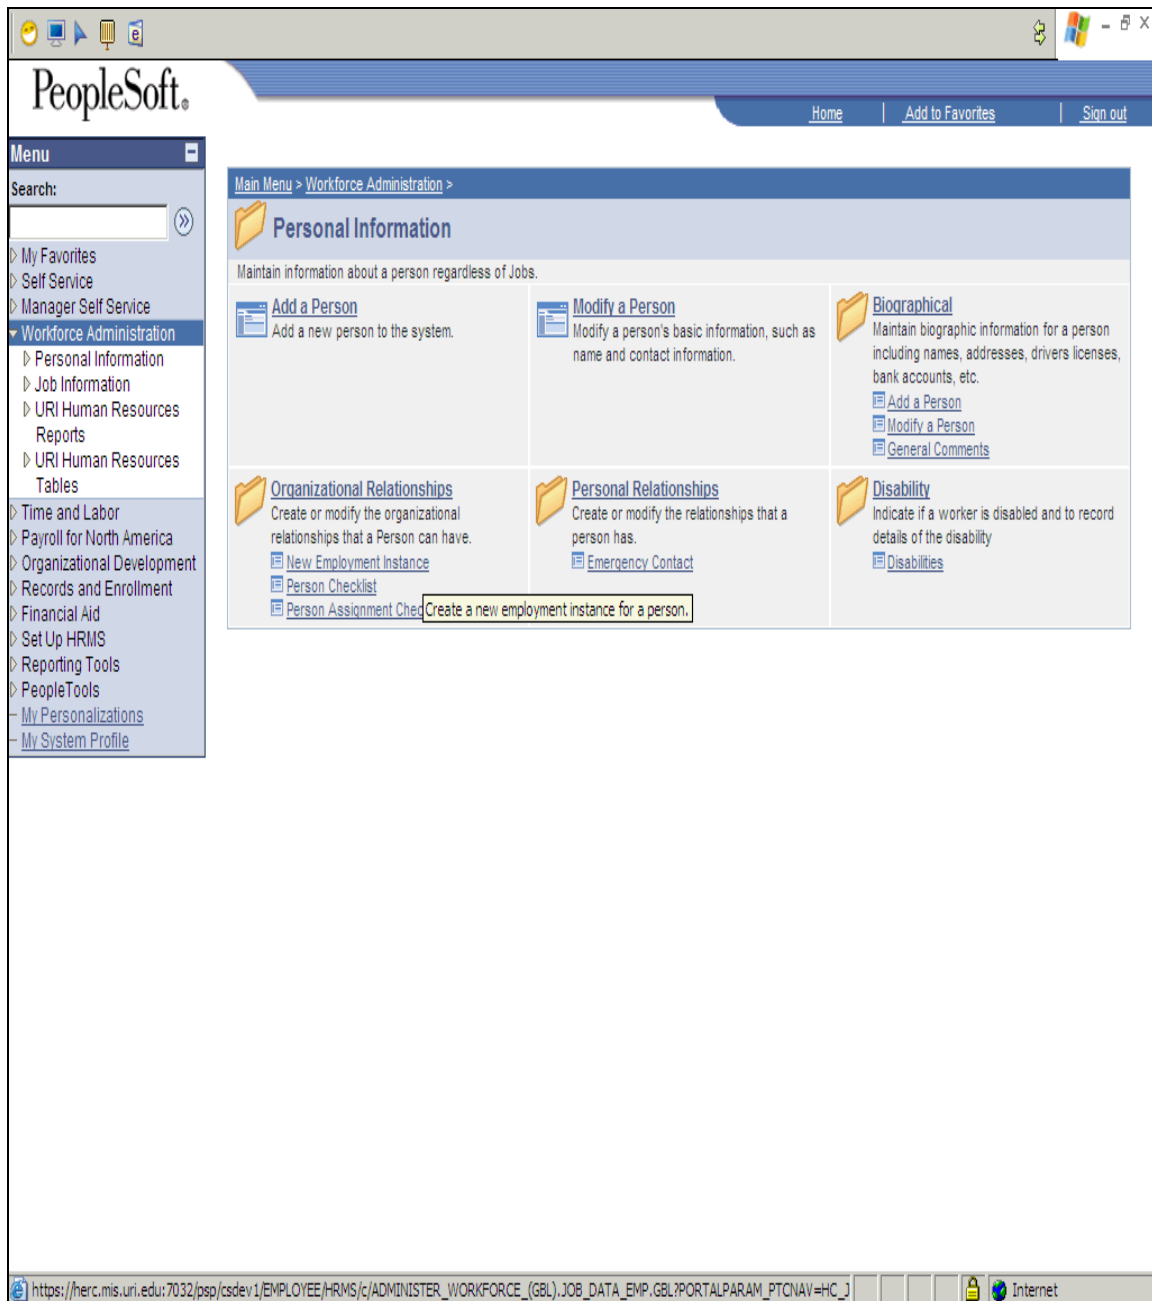 PeopleSoft®
Home | Add to Favorites | Sign out
Menu
Search:
My Favorites
Self Service
Manager Self Service
Workforce Administration
Personal Information
Job Information
URI Human Resources
Reports
URI Human Resources
Tables
Time and Labor
Payroll for North America
Organizational Development
Records and Enrollment
Financial Aid
Set Up HRMS
Reporting Tools
PeopleTools
My Personalizations
My System Profile
Main Menu > Workforce Administration >
Personal Information
Maintain information about a person regardless of Jobs.
Add a Person
Add a new person to the system.
Modify a Person
Modify a person's basic information, such as
name and contact information.
Biographical
Maintain biographic information for a person
including names, addresses, drivers licenses,
bank accounts, etc.
Add a Person
Modify a Person
General Comments
Organizational Relationships
Create or modify the organizational
relationships that a Person can have.
New Employment Instance
Person Checklist
Person Assignment Chec
Create a new employment instance for a person.
Personal Relationships
Create or modify the relationships that a
person has.
Emergency Contact
Disability
Indicate if a worker is disabled and to record
details of the disability
Disabilities
https://herc.mis.uri.edu:7032/psp/csdev1/EMPLOYEE/HRMS/c/ADMINISTER_WORKFORCE_(GBL).JOB_DATA_EMP.GBL?PORTALPARAM_PTCNAV=HC_J
Internet